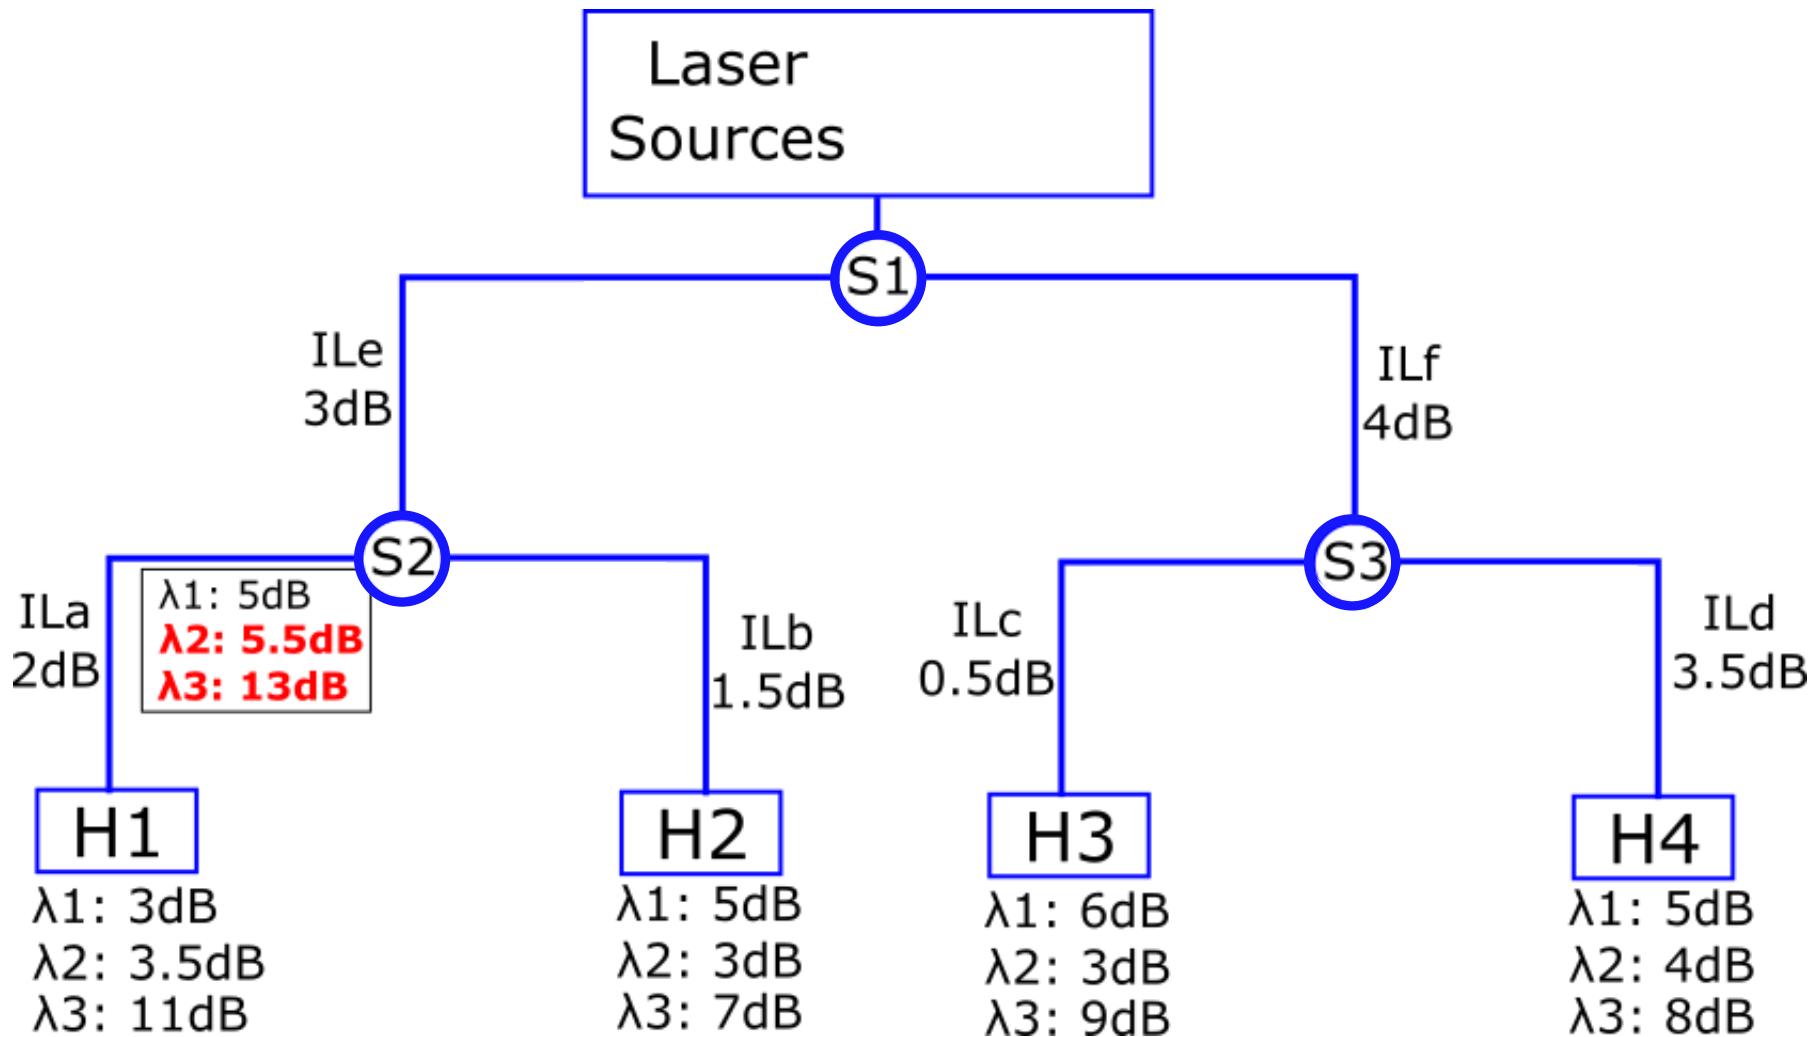 Laser
Sources
S1
ILe
3dB
ILf
4dB
S2
S3
λ1: 5dB
λ2: 5.5dB
λ3: 13dB
ILa
2dB
ILb
1.5dB
ILc
0.5dB
ILd
3.5dB
H1
λ1: 3dB
λ2: 3.5dB
λ3: 11dB
H2
λ1: 5dB
λ2: 3dB
λ3: 7dB
H3
λ1: 6dB
λ2: 3dB
λ3: 9dB
H4
λ1: 5dB
λ2: 4dB
λ3: 8dB